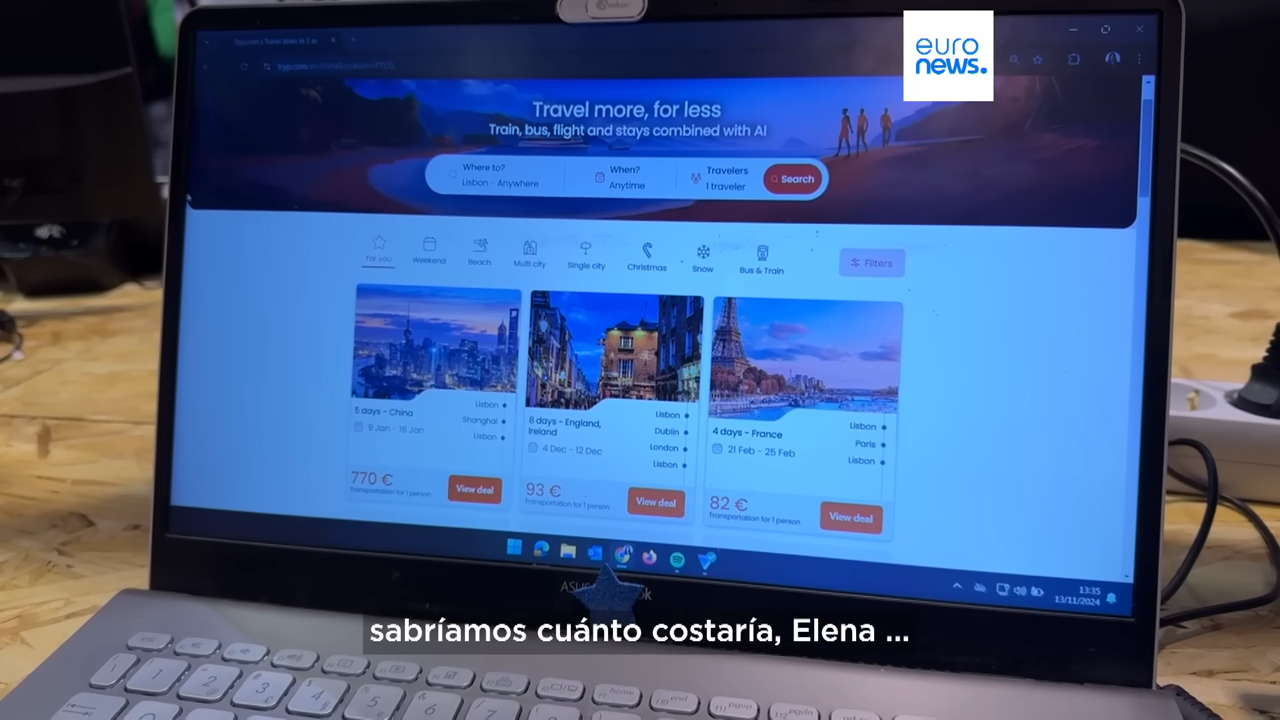 euro
news.
Travel more, for less
Train, bus, flight and stays combined with AI
Where to?
Lisbon - Anywhere
When?
Anytime
Travelers
1 traveler
Search
For you
Weekend
Beach
Multi city
Single city
Christmas
Snow
Bus & Train
Filters
5 days - China
9 Jan - 16 Jan
Lisbon
Shanghai
Lisbon
770 €
Transportation for 1 person
View deal
8 days - England,
Ireland
4 Dec - 12 Dec
Lisbon
Dublin
London
Lisbon
93 €
Transportation for 1 person
View deal
4 days - France
21 Feb - 25 Feb
Lisbon
Paris
Lisbon
82 €
Transportation for 1 person
View deal
13:35
13/11/2024
sabríamos cuánto costaría, Elena ...
esc
home
end
pgup
pgdn